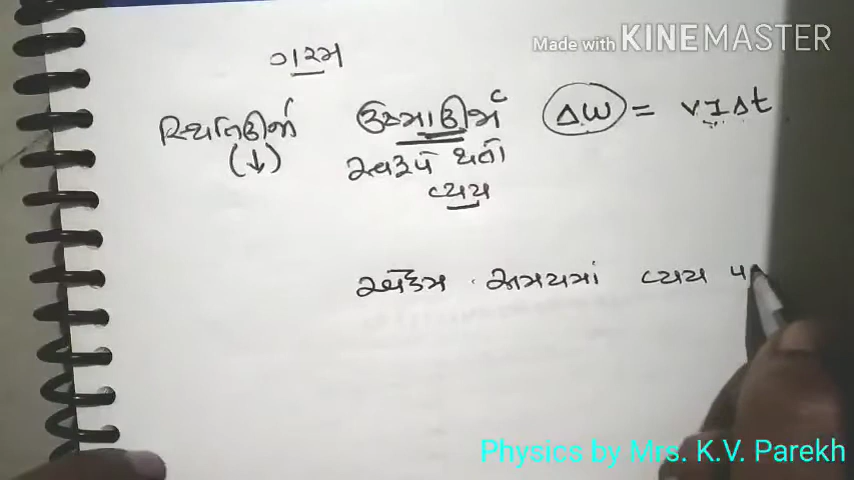 Made with KINEMASTER
ગરમ
સ્થિતિઊર્જા ઉષ્માઊર્જા ΔW = VIΔt
(↓) સ્વરૂપે થતો
વ્યય
એકમ સમયમાં વ્યય પ
Physics by Mrs. K.V. Parekh